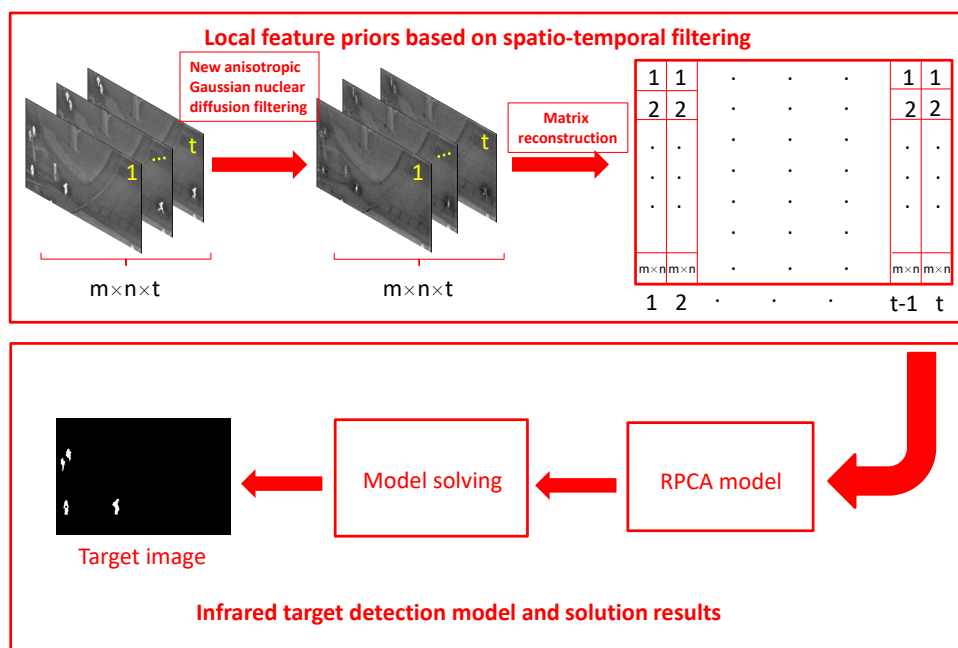 Local feature priors based on spatio-temporal filtering
New anisotropic
Gaussian nuclear
diffusion filtering
1 ... t
m×n×t
1 ... t
m×n×t
Matrix
reconstruction
1 1 · · · 1 1
2 2 · · · 2 2
· · · · · · ·
· · · · · · ·
· · · · · · ·
m×n m×n · · · m×n m×n
1 2 · · · t-1 t
Target image
Model solving
RPCA model
Infrared target detection model and solution results